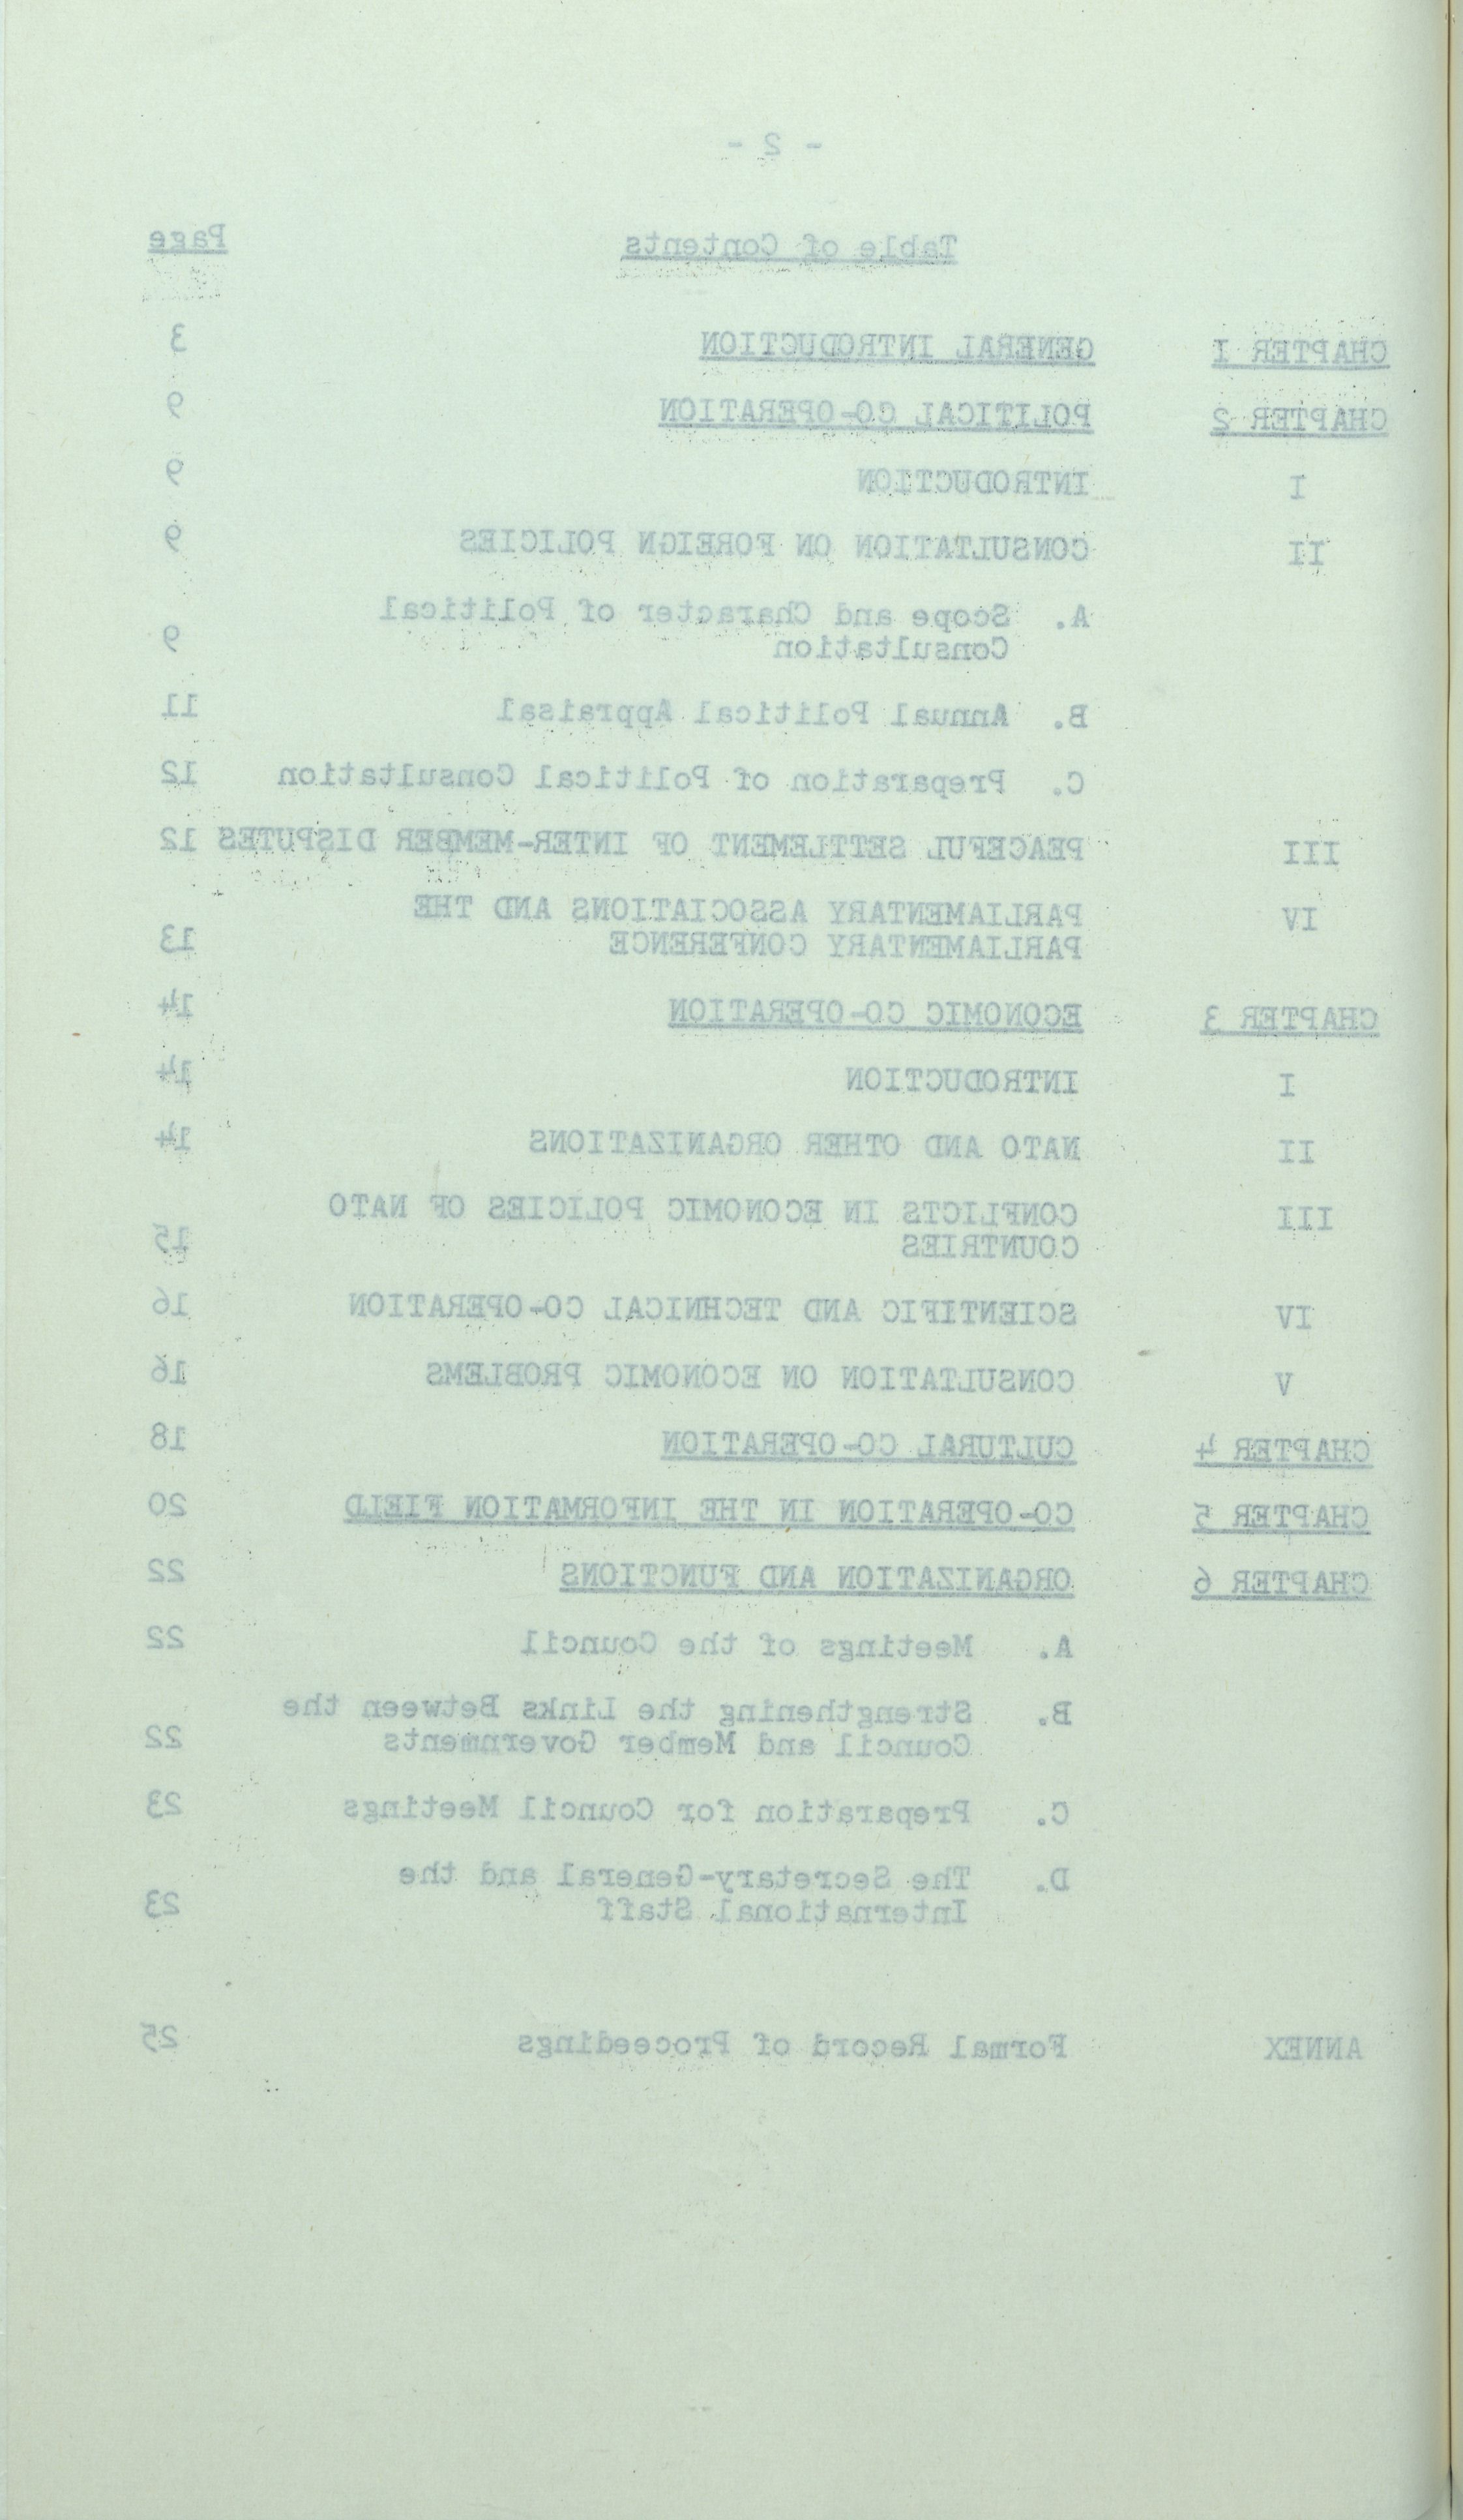 - 2 -
Table of Contents Page
CHAPTER I GENERAL INTRODUCTION 3
CHAPTER 2 POLITICAL CO-OPERATION 9
I INTRODUCTION 9
II CONSULTATION ON FOREIGN POLICIES 9
A. Scope and Character of Political
Consultation 9
B. Annual Political Appraisal 11
C. Preparation of Political Consultation 12
III PEACEFUL SETTLEMENT OF INTER-MEMBER DISPUTES 12
IV PARLIAMENTARY ASSOCIATIONS AND THE
PARLIAMENTARY CONFERENCE 13
CHAPTER 3 ECONOMIC CO-OPERATION 14
I INTRODUCTION 14
II NATO AND OTHER ORGANIZATIONS 14
III CONFLICTS IN ECONOMIC POLICIES OF NATO
COUNTRIES 15
IV SCIENTIFIC AND TECHNICAL CO-OPERATION 16
V CONSULTATION ON ECONOMIC PROBLEMS 16
CHAPTER 4 CULTURAL CO-OPERATION 18
CHAPTER 5 CO-OPERATION IN THE INFORMATION FIELD 20
CHAPTER 6 ORGANIZATION AND FUNCTIONS 22
A. Meetings of the Council 22
B. Strengthening the Links Between the
Council and Member Governments 22
C. Preparation for Council Meetings 23
D. The Secretary-General and the
International Staff 23
ANNEX Formal Record of Proceedings 25